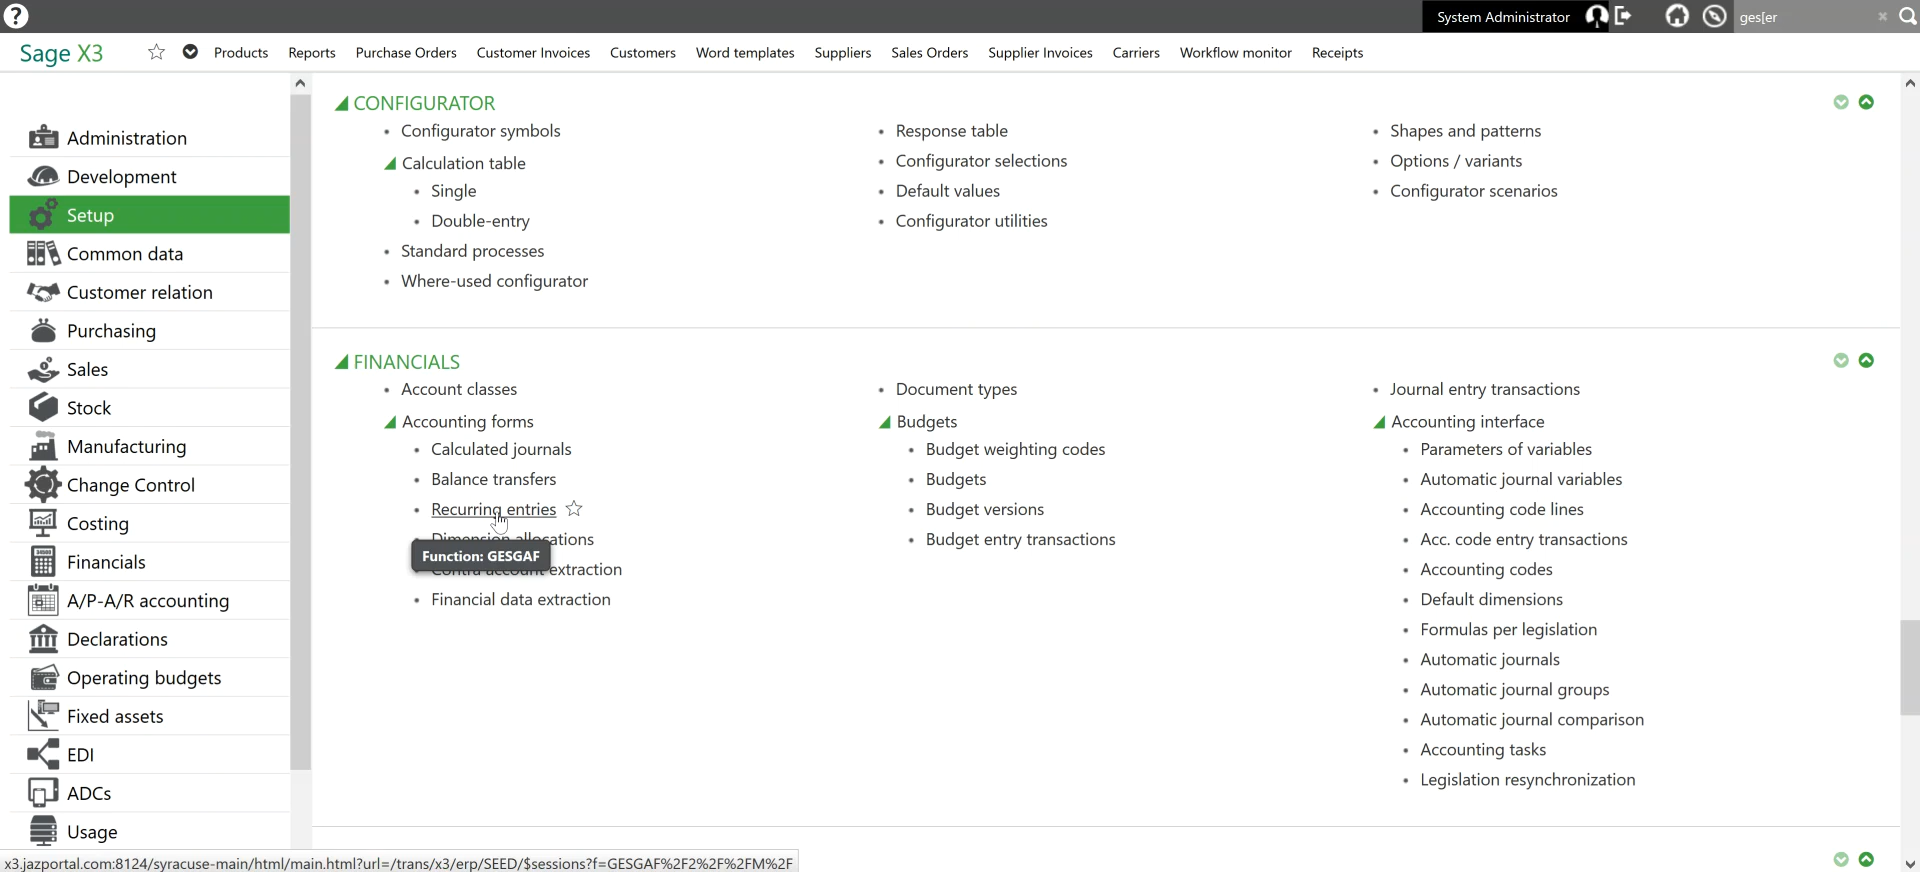 ?
System Administrator
ges[er
Sage X3
Products
Reports
Purchase Orders
Customer Invoices
Customers
Word templates
Suppliers
Sales Orders
Supplier Invoices
Carriers
Workflow monitor
Receipts
Administration
Development
Setup
Common data
Customer relation
Purchasing
Sales
Stock
Manufacturing
Change Control
Costing
Financials
A/P-A/R accounting
Declarations
Operating budgets
Fixed assets
EDI
ADCs
Usage
CONFIGURATOR
Configurator symbols
Calculation table
Single
Double-entry
Standard processes
Where-used configurator
Response table
Configurator selections
Default values
Configurator utilities
Shapes and patterns
Options / variants
Configurator scenarios
FINANCIALS
Account classes
Accounting forms
Calculated journals
Balance transfers
Recurring entries
Dimension allocations
Function: GESGAF
Contra account extraction
Financial data extraction
Document types
Budgets
Budget weighting codes
Budgets
Budget versions
Budget entry transactions
Journal entry transactions
Accounting interface
Parameters of variables
Automatic journal variables
Accounting code lines
Acc. code entry transactions
Accounting codes
Default dimensions
Formulas per legislation
Automatic journals
Automatic journal groups
Automatic journal comparison
Accounting tasks
Legislation resynchronization
x3.jazportal.com:8124/syracuse-main/html/main.html?url=/trans/x3/erp/SEED/$sessions?f=GESGAF%2F2%2F%2FM%2F